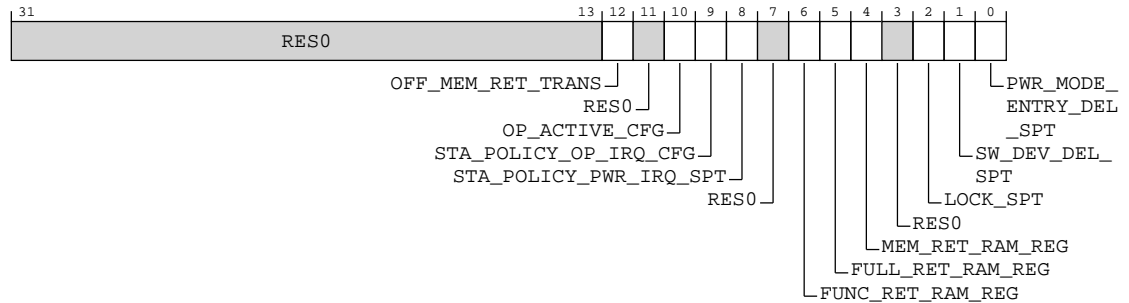 31 13 12 11 10 9 8 7 6 5 4 3 2 1 0
RES0
OFF_MEM_RET_TRANS
RES0
OP_ACTIVE_CFG
STA_POLICY_OP_IRQ_CFG
STA_POLICY_PWR_IRQ_SPT
RES0
PWR_MODE_
ENTRY_DEL
_SPT
SW_DEV_DEL_
SPT
LOCK_SPT
RES0
MEM_RET_RAM_REG
FULL_RET_RAM_REG
FUNC_RET_RAM_REG